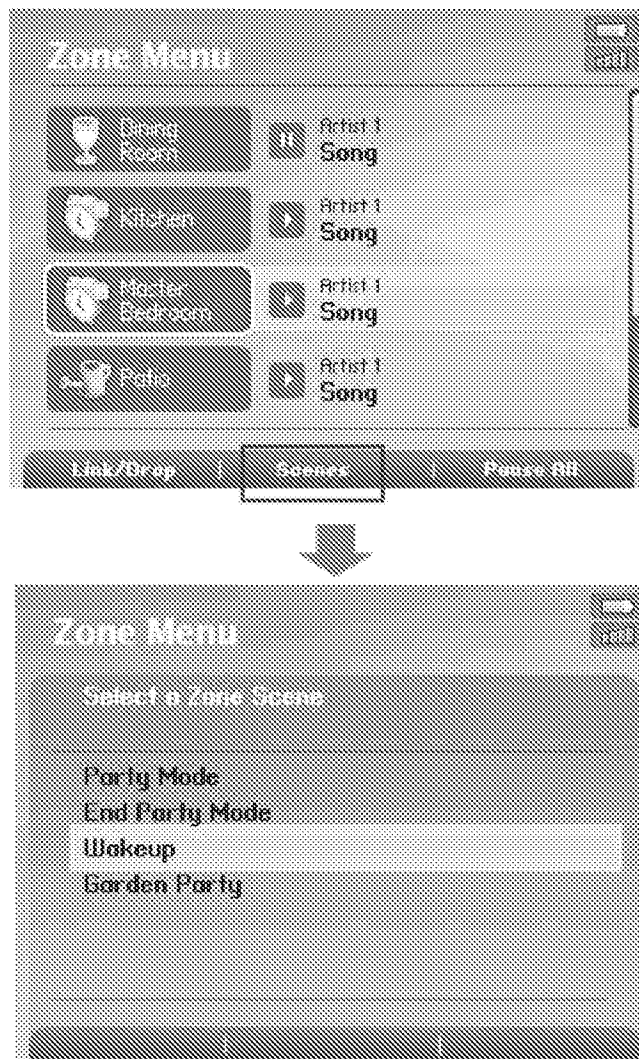 Zone Menu
Dining
Room
Artist 1
Song
Kitchen
Artist 1
Song
Master
Bedroom
Artist 1
Song
Patio
Artist 1
Song
Link/Drop
Scenes
Pause All
Zone Menu
Select a Zone Scene
Party Mode
End Party Mode
Wakeup
Garden Party